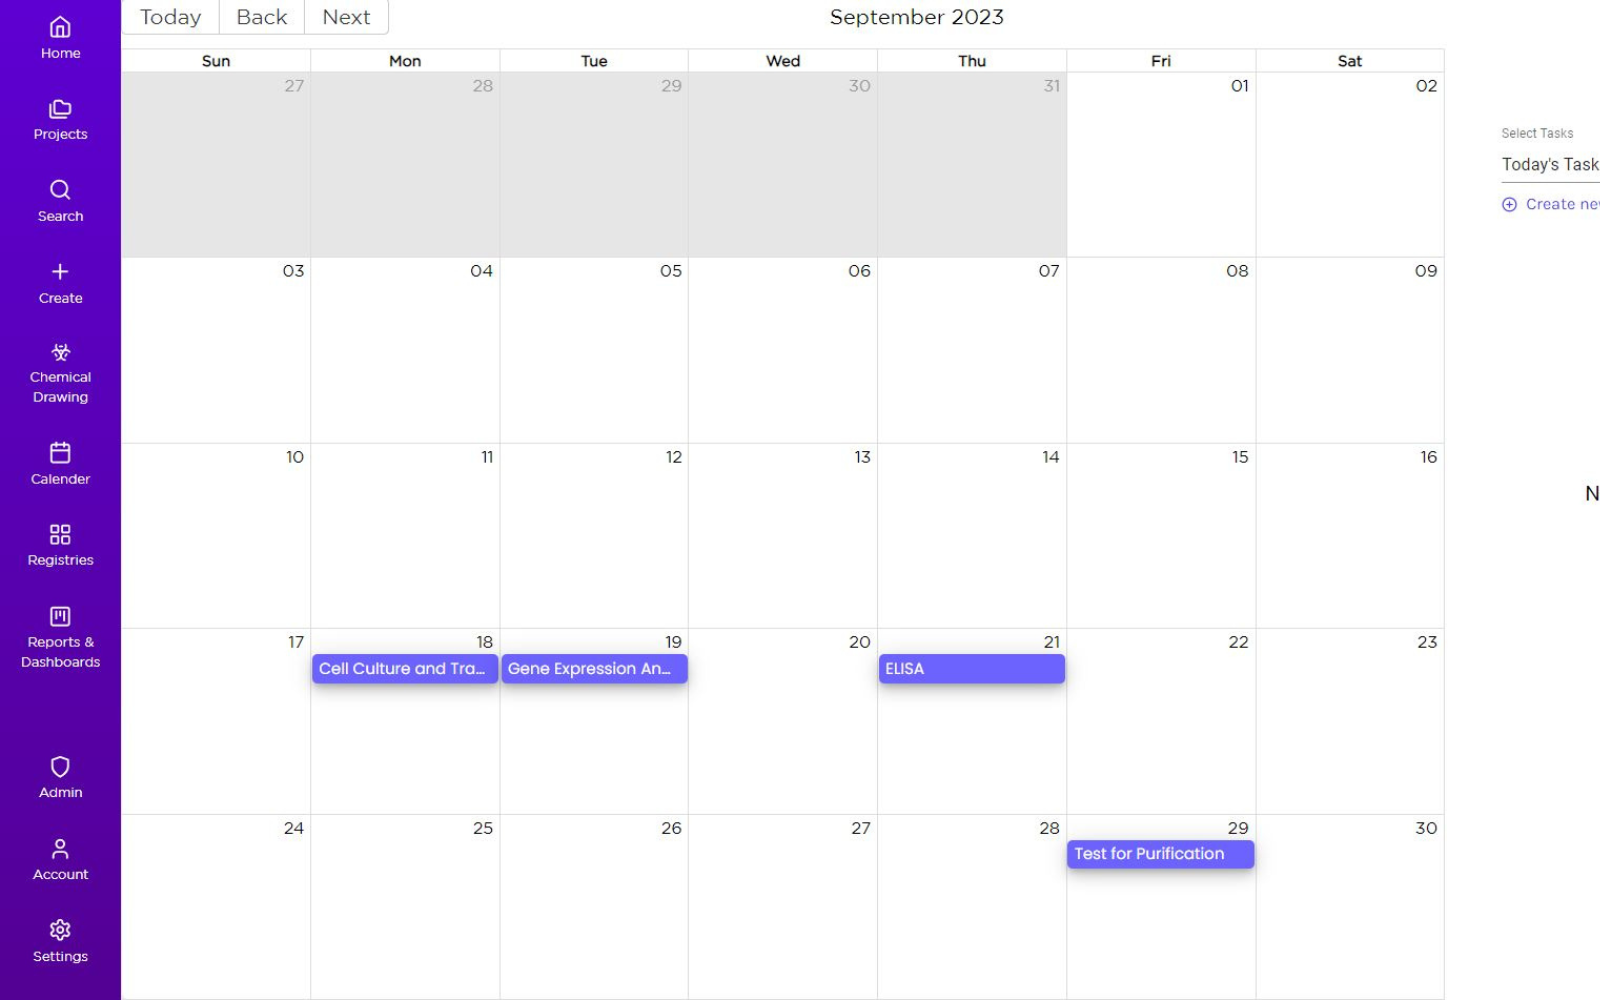 Home
Projects
Search
Create
Chemical
Drawing
Calender
Registries
Reports &
Dashboards
Admin
Account
Settings
Today Back Next
September 2023
Sun Mon Tue Wed Thu Fri Sat
27 28 29 30 31 01 02
03 04 05 06 07 08 09
10 11 12 13 14 15 16
17 18 19 20 21 22 23
Cell Culture and Tra... Gene Expression An... ELISA
24 25 26 27 28 29 30
Test for Purification
Select Tasks
Today's Task
Create ne
N